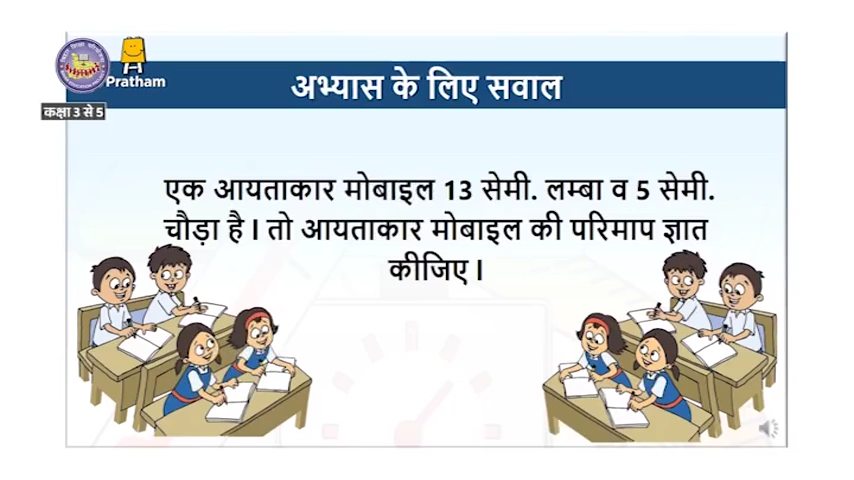 Pratham
कक्षा 3 से 5
अभ्यास के लिए सवाल
एक आयताकार मोबाइल 13 सेमी. लम्बा व 5 सेमी.
चौड़ा है। तो आयताकार मोबाइल की परिमाप ज्ञात
कीजिए।